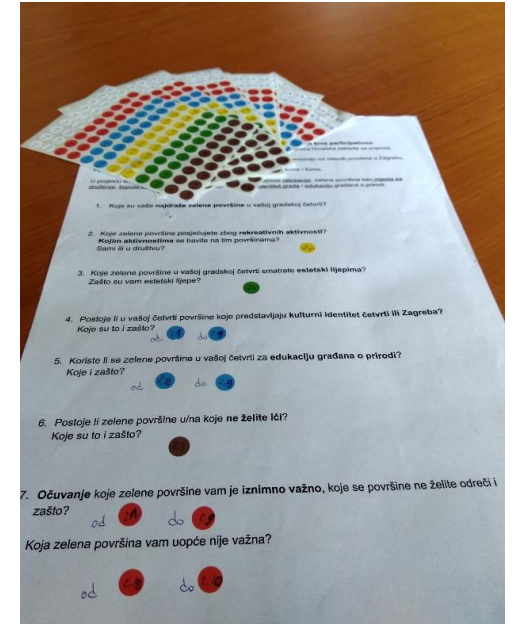 1. Koje su vaše najdraže zelene površine u vašoj gradskoj četvrti?
2. Koje zelene površine posjećujete zbog rekreativnih aktivnosti?
Kojim aktivnostima se bavite na tim površinama?
Sami ili u društvu?
3. Koje zelene površine u vašoj gradskoj četvrti smatrate estetski lijepima?
Zašto su vam estetski lijepe?
4. Postoje li u vašoj četvrti površine koje predstavljaju kulturni identitet četvrti ili Zagreba?
Koje su to i zašto?
od do
5. Koriste li se zelene površine u vašoj četvrti za edukaciju građana o prirodi?
Koje i zašto?
od do
6. Postoje li zelene površine u/na koje ne želite ići?
Koje su to i zašto?
7. Očuvanje koje zelene površine vam je iznimno važno, koje se površine ne želite odreći i
zašto?
od do
Koja zelena površina vam uopće nije važna?
od do